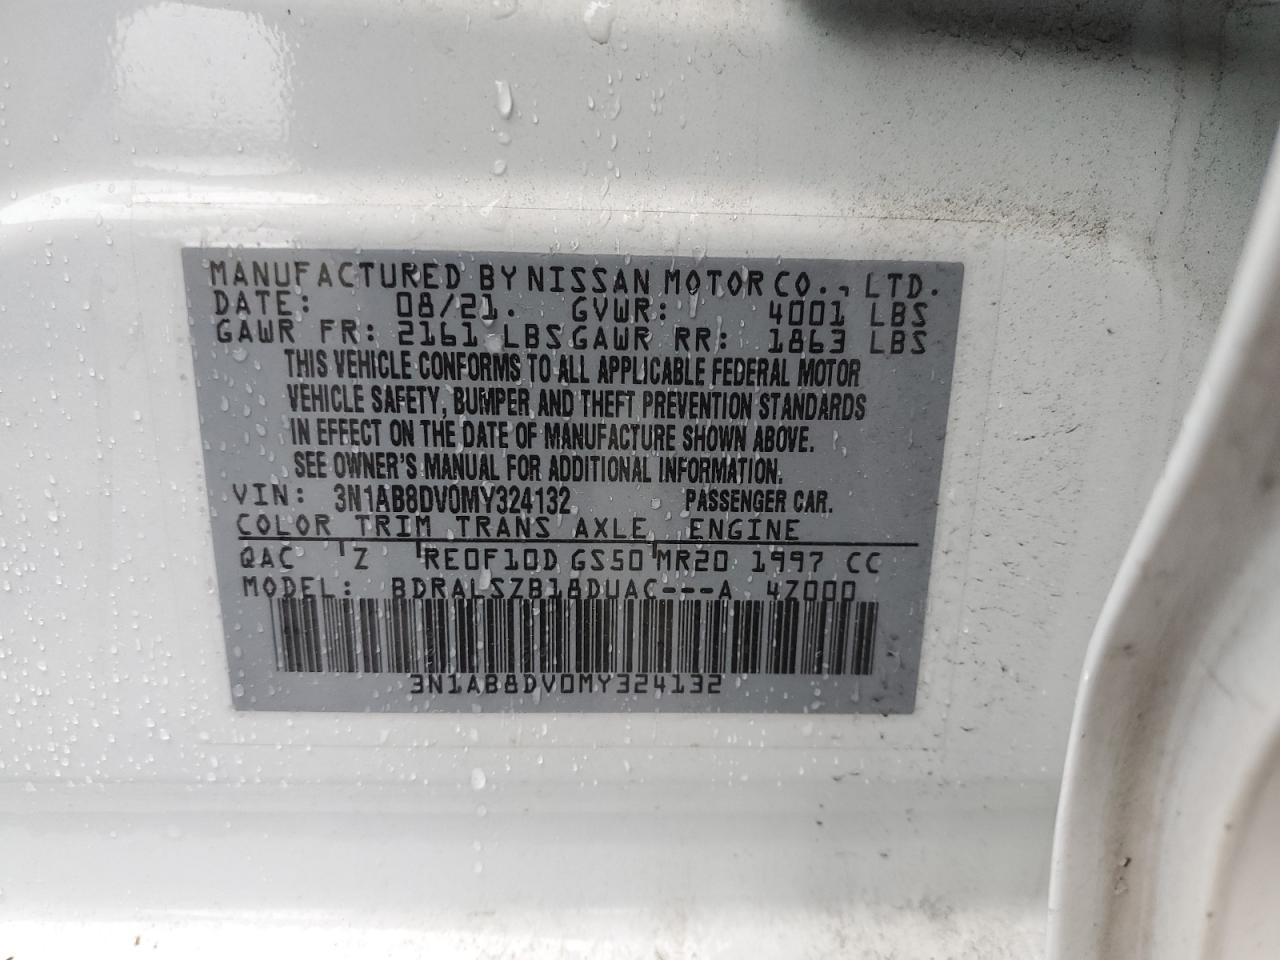 MANUFACTURED BY NISSAN MOTOR CO., LTD.
DATE: 08/21. GVWR: 4001 LBS
GAWR FR: 2161 LBS GAWR RR: 1863 LBS
THIS VEHICLE CONFORMS TO ALL APPLICABLE FEDERAL MOTOR
VEHICLE SAFETY, BUMPER AND THEFT PREVENTION STANDARDS
IN EFFECT ON THE DATE OF MANUFACTURE SHOWN ABOVE.
SEE OWNER'S MANUAL FOR ADDITIONAL INFORMATION.
VIN: 3N1AB8DV0MY324132 PASSENGER CAR.
COLOR TRIM TRANS AXLE ENGINE
QAC Z RE0F10D GS50 MR20 1997 CC
MODEL: BDRALSZB18DUAC---A 4Z000
3N1AB8DV0MY324132